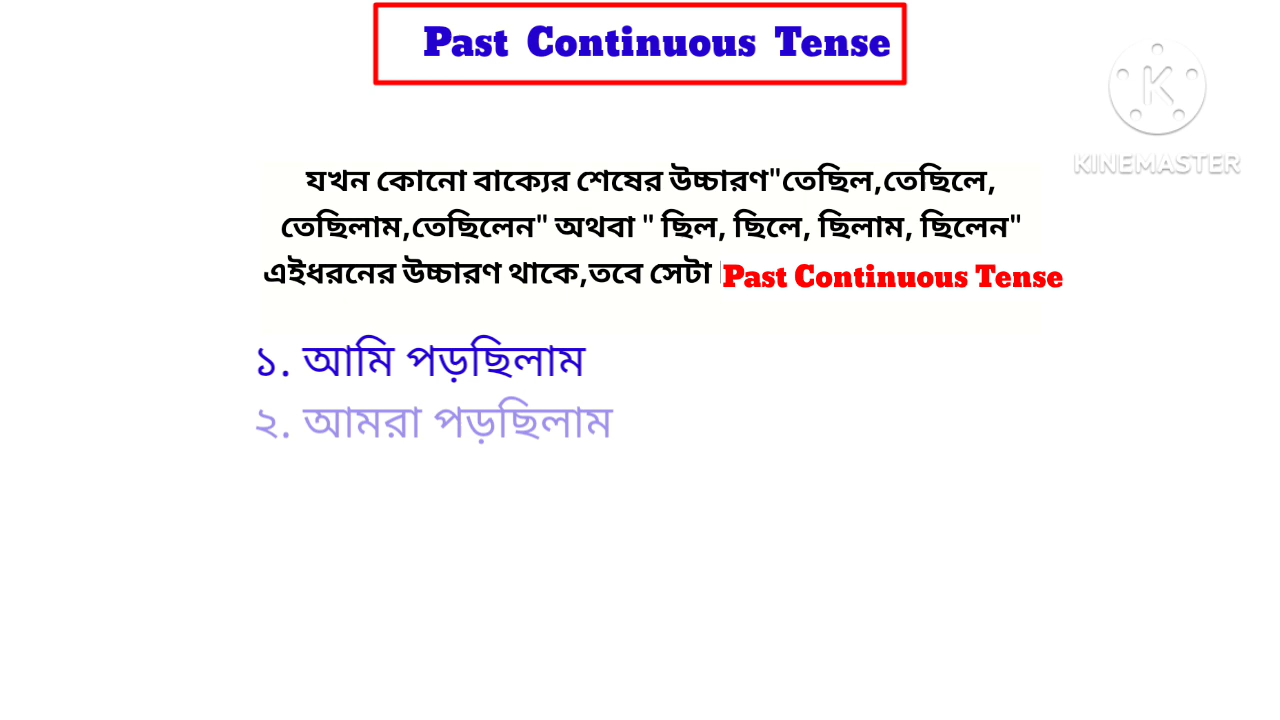 Past Continuous Tense
KINEMASTER
যখন কোনো বাক্যের শেষের উচ্চারণ"তেছিল,তেছিলে,
তেছিলাম,তেছিলেন" অথবা " ছিল, ছিলে, ছিলাম, ছিলেন"
এইধরনের উচ্চারণ থাকে,তবে সেটা Past Continuous Tense
১. আমি পড়ছিলাম
২. আমরা পড়ছিলাম